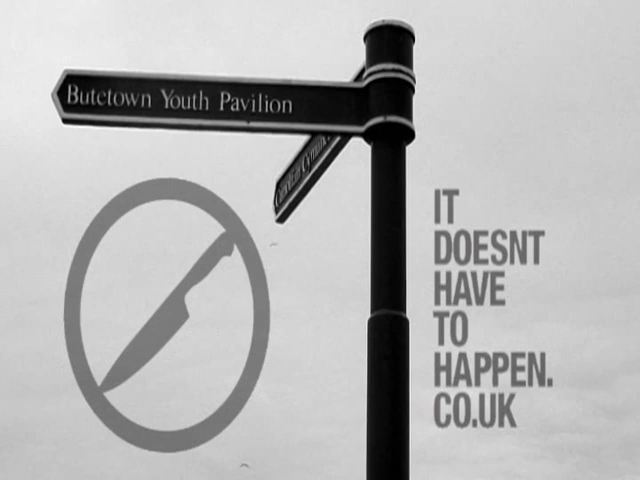 Butetown Youth Pavilion
IT
DOESNT
HAVE
TO
HAPPEN.
CO.UK